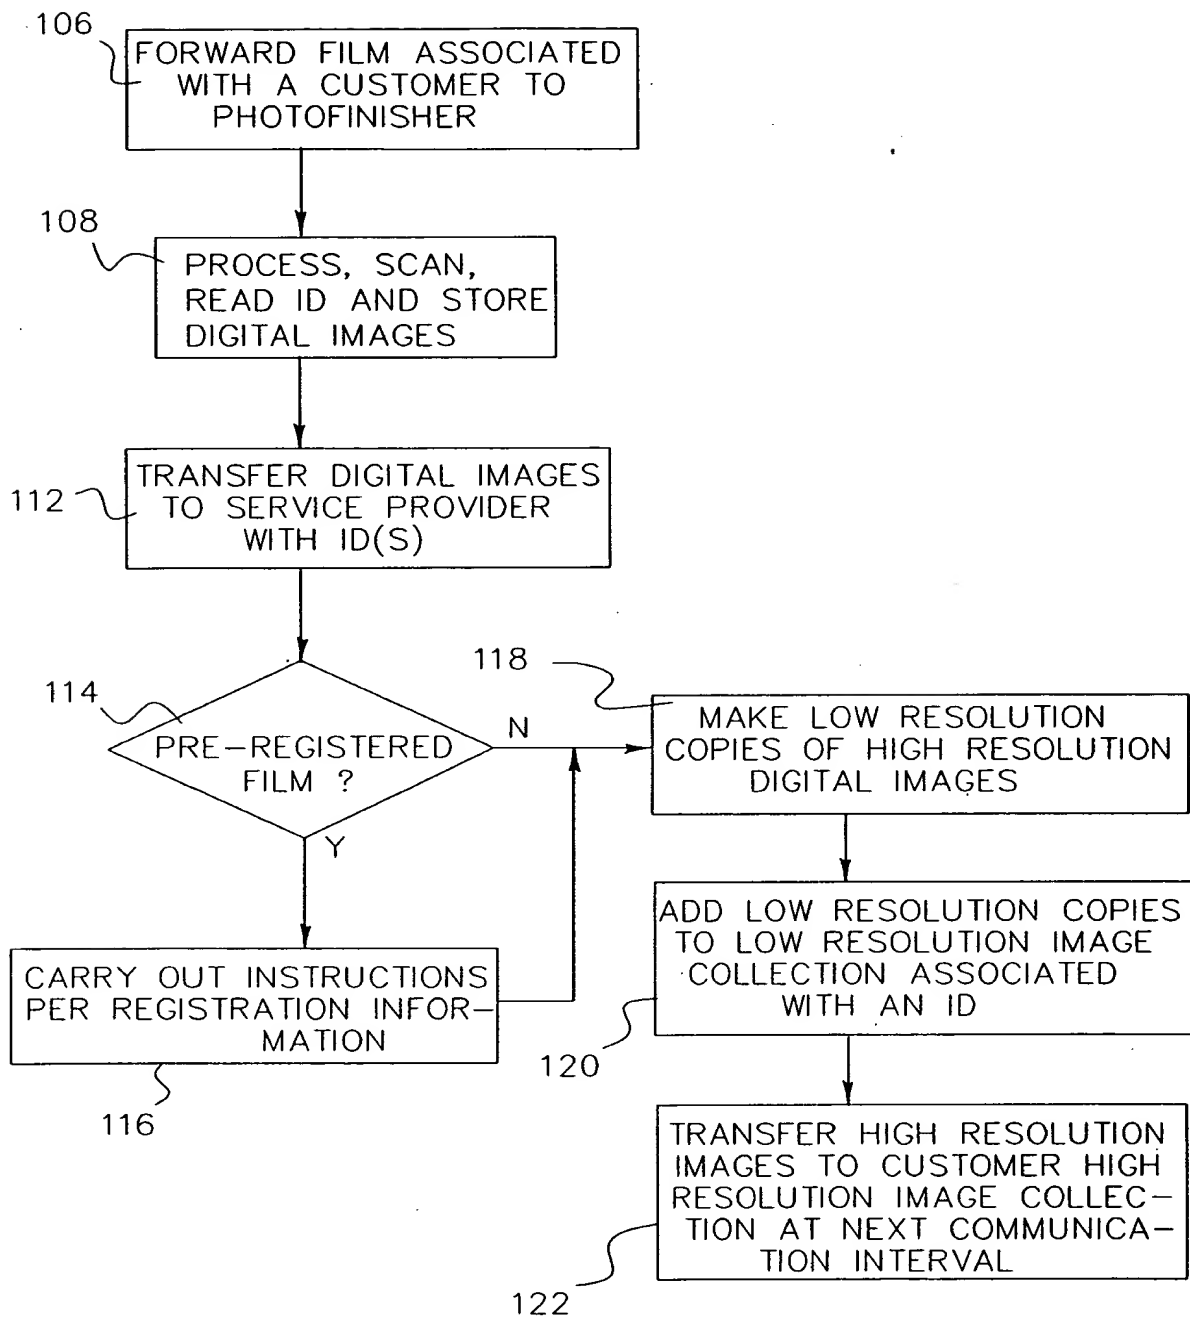 106
FORWARD FILM ASSOCIATED
WITH A CUSTOMER TO
PHOTOFINISHER
108
PROCESS, SCAN,
READ ID AND STORE
DIGITAL IMAGES
112
TRANSFER DIGITAL IMAGES
TO SERVICE PROVIDER
WITH ID(S)
114
PRE-REGISTERED
FILM ?
N
Y
CARRY OUT INSTRUCTIONS
PER REGISTRATION INFOR-
MATION
116
118
MAKE LOW RESOLUTION
COPIES OF HIGH RESOLUTION
DIGITAL IMAGES
ADD LOW RESOLUTION COPIES
TO LOW RESOLUTION IMAGE
COLLECTION ASSOCIATED
WITH AN ID
120
TRANSFER HIGH RESOLUTION
IMAGES TO CUSTOMER HIGH
RESOLUTION IMAGE COLLEC-
TION AT NEXT COMMUNICA-
TION INTERVAL
122